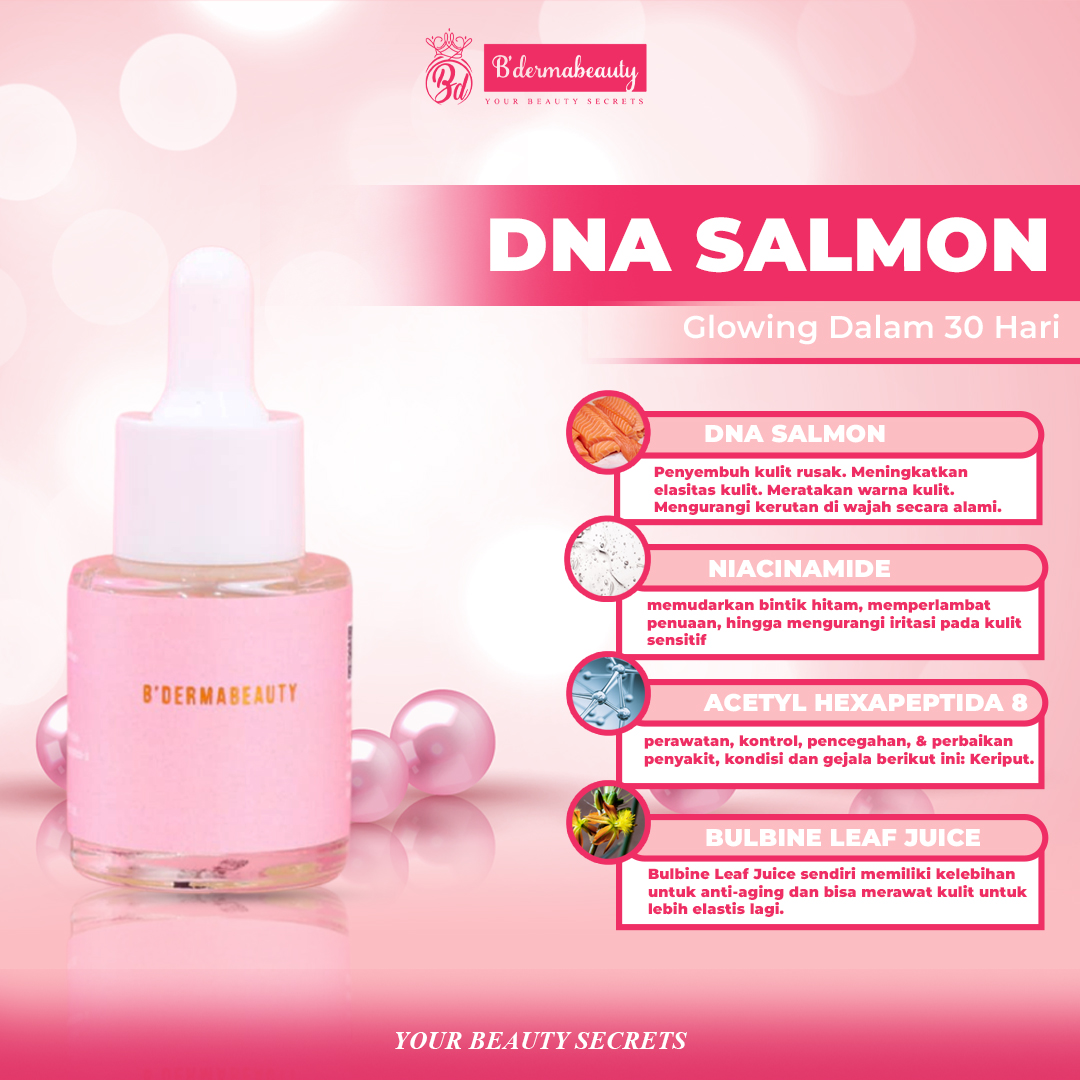 Bd
B'dermabeauty
YOUR BEAUTY SECRETS
DNA SALMON
Glowing Dalam 30 Hari
DNA SALMON
Penyembuh kulit rusak. Meningkatkan
elasitas kulit. Meratakan warna kulit.
Mengurangi kerutan di wajah secara alami.
NIACINAMIDE
memudarkan bintik hitam, memperlambat
penuaan, hingga mengurangi iritasi pada kulit
sensitif
ACETYL HEXAPEPTIDA 8
perawatan, kontrol, pencegahan, & perbaikan
penyakit, kondisi dan gejala berikut ini: Keriput.
BULBINE LEAF JUICE
Bulbine Leaf Juice sendiri memiliki kelebihan
untuk anti-aging dan bisa merawat kulit untuk
lebih elastis lagi.
B'DERMABEAUTY
YOUR BEAUTY SECRETS